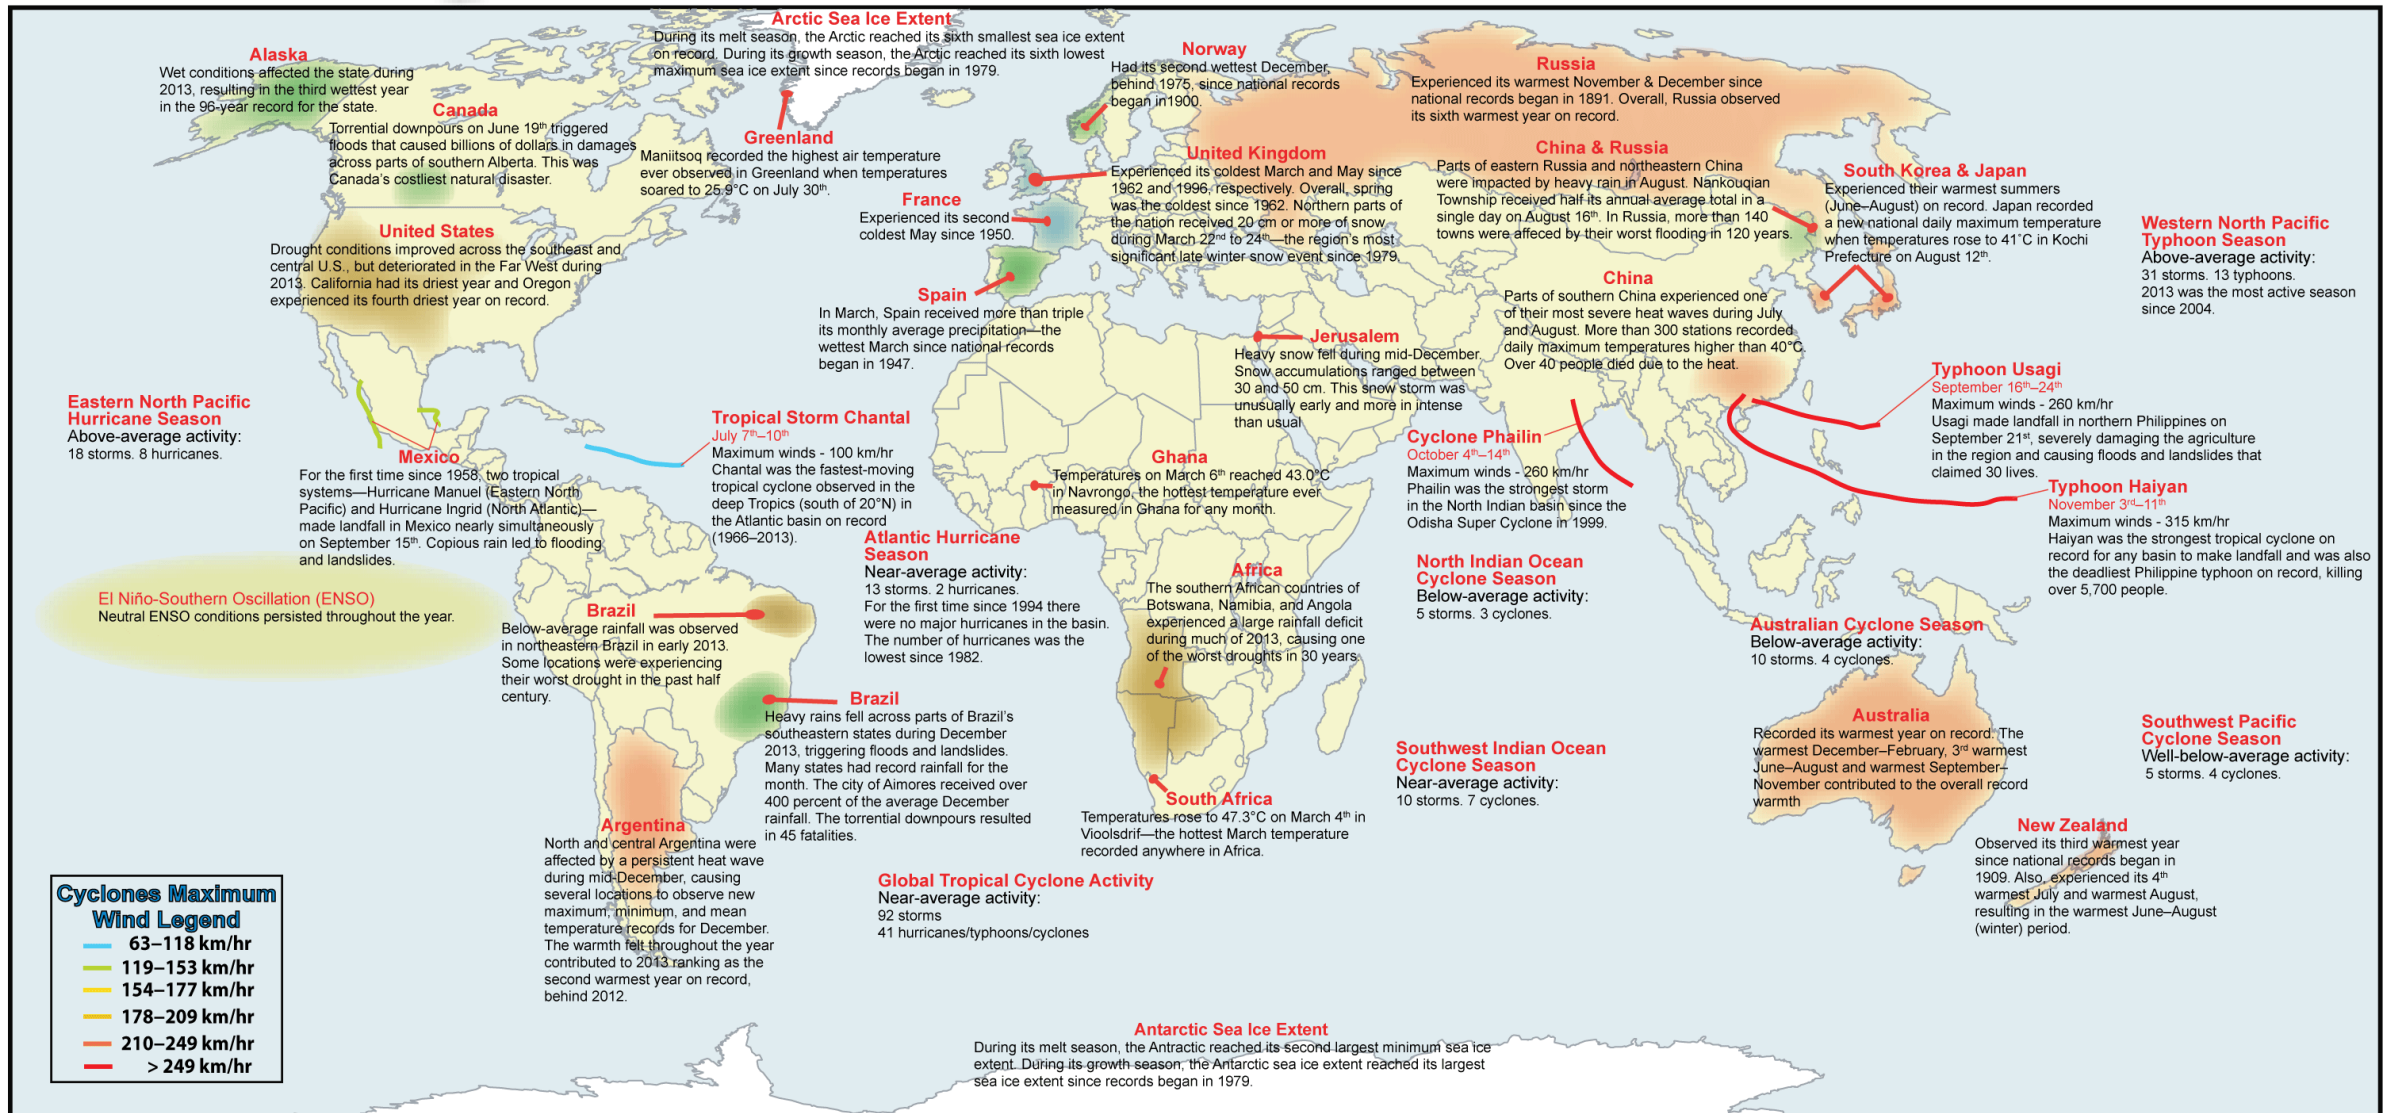 Arctic Sea Ice Extent
During its melt season, the Arctic reached its sixth smallest sea ice extent
on record. During its growth season, the Arctic reached its sixth lowest
maximum sea ice extent since records began in 1979.
Alaska
Wet conditions affected the state during
2013, resulting in the third wettest year
in the 96-year record for the state.
Canada
Torrential downpours on June 19th triggered
floods that caused billions of dollars in damages
across parts of southern Alberta. This was
Canada's costliest natural disaster.
Greenland
Maniitsoq recorded the highest air temperature
ever observed in Greenland when temperatures
soared to 25.9°C on July 30th.
Norway
Had its second wettest December,
behind 1975, since national records
began in1900.
Russia
Experienced its warmest November & December since
national records began in 1891. Overall, Russia observed
its sixth warmest year on record.
United Kingdom
Experienced its coldest March and May since
1962 and 1996, respectively. Overall, spring
was the coldest since 1962. Northern parts of
the nation received 20 cm or more of snow
during March 22nd to 24th—the region's most
significant late winter snow event since 1979.
China & Russia
Parts of eastern Russia and northeastern China
were impacted by heavy rain in August. Nankouqian
Township received half its annual average total in a
single day on August 16th. In Russia, more than 140
towns were affeced by their worst flooding in 120 years.
South Korea & Japan
Experienced their warmest summers
(June–August) on record. Japan recorded
a new national daily maximum temperature
when temperatures rose to 41°C in Kochi
Prefecture on August 12th.
Western North Pacific
Typhoon Season
Above-average activity:
31 storms. 13 typhoons.
2013 was the most active season
since 2004.
France
Experienced its second
coldest May since 1950.
United States
Drought conditions improved across the southeast and
central U.S., but deteriorated in the Far West during
2013. California had its driest year and Oregon
experienced its fourth driest year on record.
Spain
In March, Spain received more than triple
its monthly average precipitation—the
wettest March since national records
began in 1947.
Jerusalem
Heavy snow fell during mid-December.
Snow accumulations ranged between
30 and 50 cm. This snow storm was
unusually early and more in intense
than usual
China
Parts of southern China experienced one
of their most severe heat waves during July
and August. More than 300 stations recorded
daily maximum temperatures higher than 40°C.
Over 40 people died due to the heat.
Typhoon Usagi
September 16th–24th
Maximum winds - 260 km/hr
Usagi made landfall in northern Philippines on
September 21st, severely damaging the agriculture
in the region and causing floods and landslides that
claimed 30 lives.
Eastern North Pacific
Hurricane Season
Above-average activity:
18 storms. 8 hurricanes.
Mexico
For the first time since 1958, two tropical
systems—Hurricane Manuel (Eastern North
Pacific) and Hurricane Ingrid (North Atlantic)—
made landfall in Mexico nearly simultaneously
on September 15th. Copious rain led to flooding
and landslides.
Tropical Storm Chantal
July 7th–10th
Maximum winds - 100 km/hr
Chantal was the fastest-moving
tropical cyclone observed in the
deep Tropics (south of 20°N) in
the Atlantic basin on record
(1966–2013).
Ghana
Temperatures on March 6th reached 43.0°C
in Navrongo, the hottest temperature ever
measured in Ghana for any month.
Cyclone Phailin
October 4th–14th
Maximum winds - 260 km/hr
Phailin was the strongest storm
in the North Indian basin since the
Odisha Super Cyclone in 1999.
Typhoon Haiyan
November 3rd–11th
Maximum winds - 315 km/hr
Haiyan was the strongest tropical cyclone on
record for any basin to make landfall and was also
the deadliest Philippine typhoon on record, killing
over 5,700 people.
Atlantic Hurricane
Season
Near-average activity:
13 storms. 2 hurricanes.
For the first time since 1994 there
were no major hurricanes in the basin.
The number of hurricanes was the
lowest since 1982.
North Indian Ocean
Cyclone Season
Below-average activity:
5 storms. 3 cyclones.
Africa
The southern African countries of
Botswana, Namibia, and Angola
experienced a large rainfall deficit
during much of 2013, causing one
of the worst droughts in 30 years.
El Niño-Southern Oscillation (ENSO)
Neutral ENSO conditions persisted throughout the year.
Brazil
Below-average rainfall was observed
in northeastern Brazil in early 2013.
Some locations were experiencing
their worst drought in the past half
century.
Australian Cyclone Season
Below-average activity:
10 storms. 4 cyclones.
Brazil
Heavy rains fell across parts of Brazil's
southeastern states during December
2013, triggering floods and landslides.
Many states had record rainfall for the
month. The city of Aimores received over
400 percent of the average December
rainfall. The torrential downpours resulted
in 45 fatalities.
Australia
Recorded its warmest year on record. The
warmest December–February, 3rd warmest
June–August and warmest September–
November contributed to the overall record
warmth
Southwest Pacific
Cyclone Season
Well-below-average activity:
5 storms. 4 cyclones.
Southwest Indian Ocean
Cyclone Season
Near-average activity:
10 storms. 7 cyclones.
South Africa
Temperatures rose to 47.3°C on March 4th in
Vioolsdrif—the hottest March temperature
recorded anywhere in Africa.
Argentina
North and central Argentina were
affected by a persistent heat wave
during mid-December, causing
several locations to observe new
maximum, minimum, and mean
temperature records for December.
The warmth felt throughout the year
contributed to 2013 ranking as the
second warmest year on record,
behind 2012.
New Zealand
Observed its third warmest year
since national records began in
1909. Also, experienced its 4th
warmest July and warmest August,
resulting in the warmest June–August
(winter) period.
Global Tropical Cyclone Activity
Near-average activity:
92 storms
41 hurricanes/typhoons/cyclones
Cyclones Maximum
Wind Legend
63–118 km/hr
119–153 km/hr
154–177 km/hr
178–209 km/hr
210–249 km/hr
> 249 km/hr
Antarctic Sea Ice Extent
During its melt season, the Antractic reached its second largest minimum sea ice
extent. During its growth season, the Antarctic sea ice extent reached its largest
sea ice extent since records began in 1979.